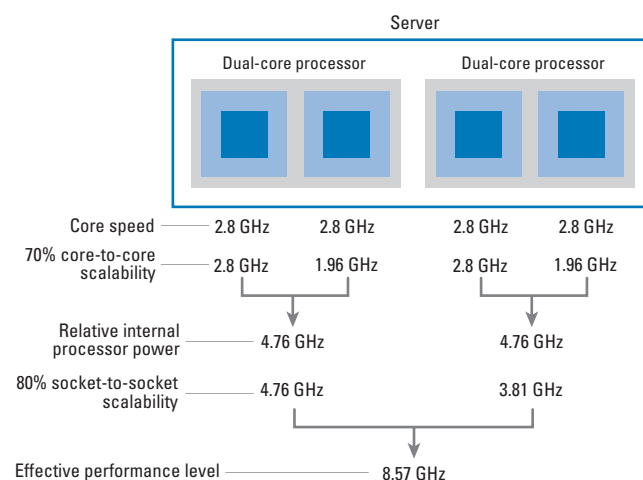 Server
Dual-core processor Dual-core processor
Core speed 2.8 GHz 2.8 GHz 2.8 GHz 2.8 GHz
70% core-to-core
scalability 2.8 GHz 1.96 GHz 2.8 GHz 1.96 GHz
Relative internal
processor power 4.76 GHz 4.76 GHz
80% socket-to-socket
scalability 4.76 GHz 3.81 GHz
Effective performance level 8.57 GHz